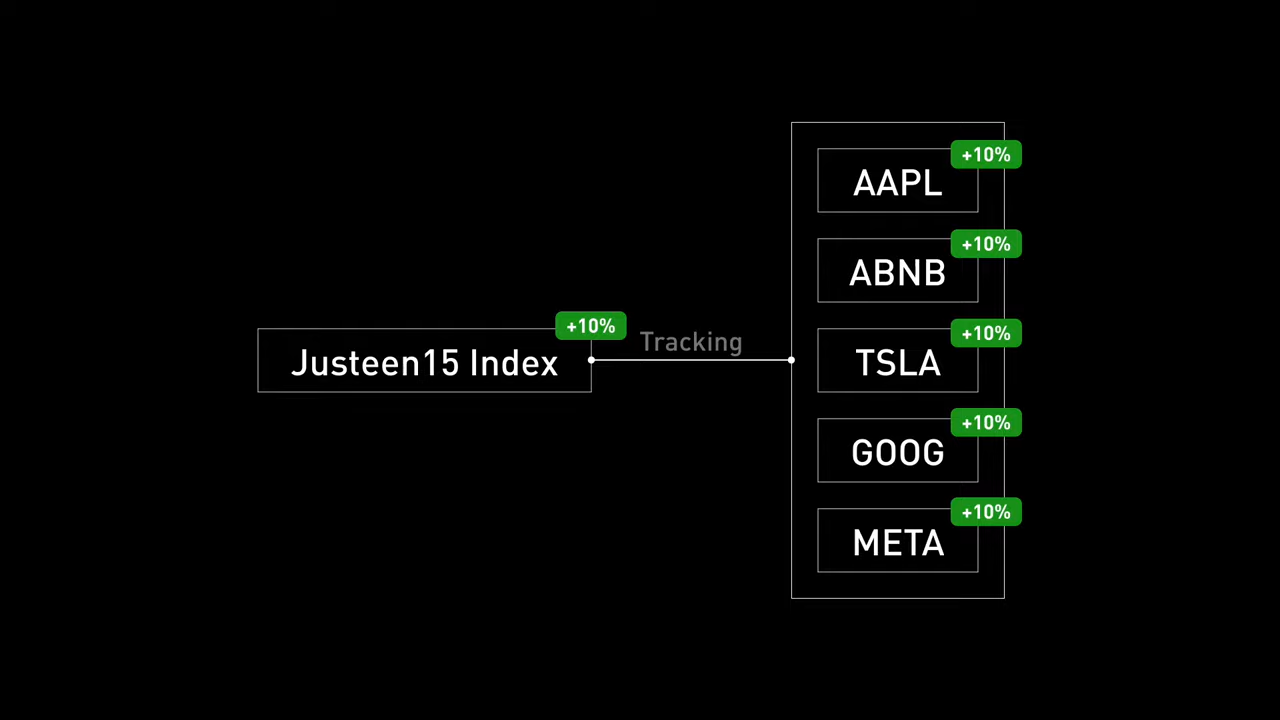 +10%
Justeen15 Index
Tracking
+10%
AAPL
+10%
ABNB
+10%
TSLA
+10%
GOOG
+10%
META